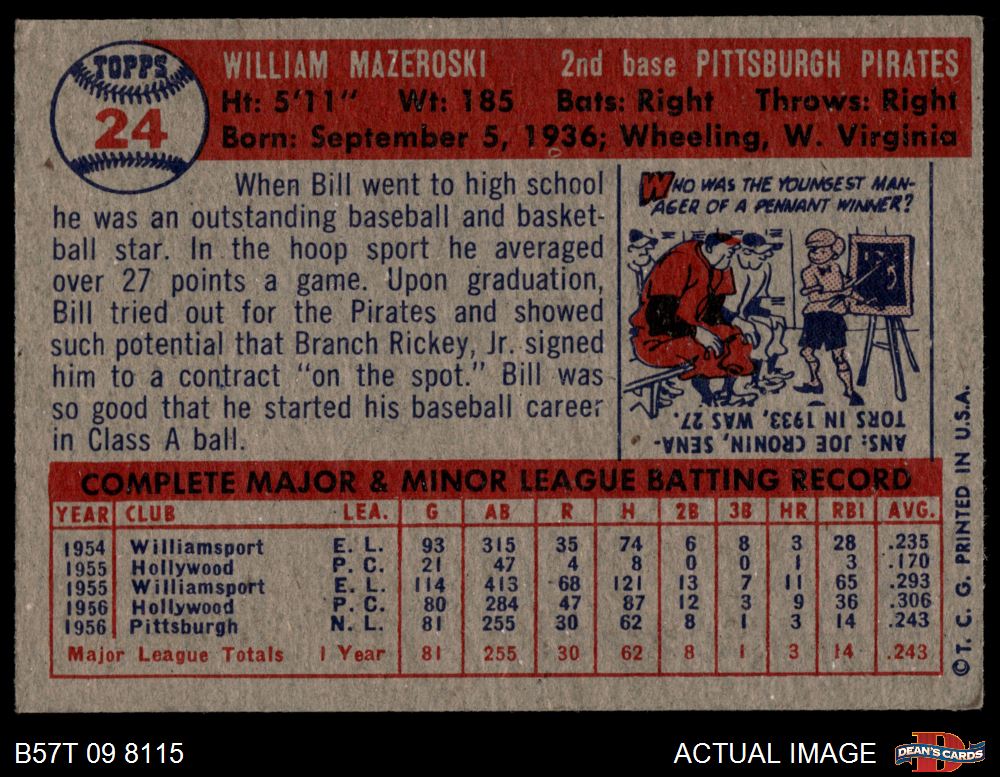 TOPPS
24
WILLIAM MAZEROSKI 2nd base PITTSBURGH PIRATES
Ht: 5'11" Wt: 185 Bats: Right Throws: Right
Born: September 5, 1936; Wheeling, W. Virginia
When Bill went to high school
he was an outstanding baseball and basket-
ball star. In the hoop sport he averaged
over 27 points a game. Upon graduation,
Bill tried out for the Pirates and showed
such potential that Branch Rickey, Jr. signed
him to a contract "on the spot." Bill was
so good that he started his baseball career
in Class A ball.
WHO WAS THE YOUNGEST MAN-
AGER OF A PENNANT WINNER?
ANS: JOE CRONIN, SENA-
TORS IN 1933, WAS 27.
COMPLETE MAJOR & MINOR LEAGUE BATTING RECORD
YEAR CLUB LEA. G AB R H 2B 3B HR RBI AVG.
1954 Williamsport E. L. 93 315 35 74 6 8 3 28 .235
1955 Hollywood P. C. 21 47 4 8 0 0 1 3 .170
1955 Williamsport E. L. 114 413 68 121 13 7 11 65 .293
1956 Hollywood P. C. 80 284 47 87 12 3 9 36 .306
1956 Pittsburgh N. L. 81 255 30 62 8 1 3 14 .243
Major League Totals 1 Year 81 255 30 62 8 1 3 14 .243
©T. C. G. PRINTED IN U.S.A.
B57T 09 8115 ACTUAL IMAGE
DEAN'S CARDS